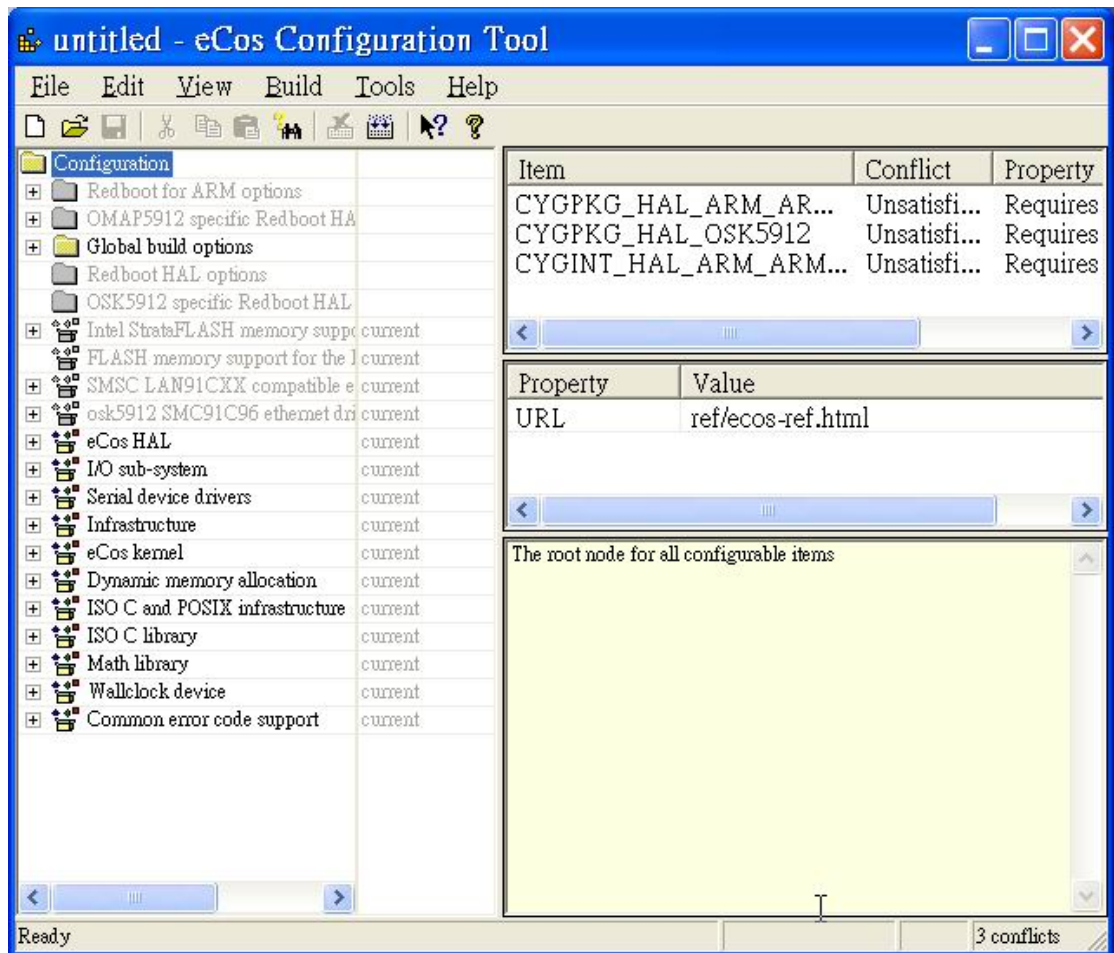 untitled - eCos Configuration Tool
File Edit View Build Tools Help
Configuration
Redboot for ARM options
OMAP5912 specific Redboot HA
Global build options
Redboot HAL options
OSK5912 specific Redboot HAL
Intel StrataFLASH memory suppo current
FLASH memory support for the I current
SMSC LAN91CXX compatible e current
osk5912 SMC91C96 ethernet dri current
eCos HAL current
I/O sub-system current
Serial device drivers current
Infrastructure current
eCos kernel current
Dynamic memory allocation current
ISO C and POSIX infrastructure current
ISO C library current
Math library current
Wallclock device current
Common error code support current
Item Conflict Property
CYGPKG_HAL_ARM_AR... Unsatisfi... Requires
CYGPKG_HAL_OSK5912 Unsatisfi... Requires
CYGINT_HAL_ARM_ARM... Unsatisfi... Requires
Property Value
URL ref/ecos-ref.html
The root node for all configurable items
Ready 3 conflicts